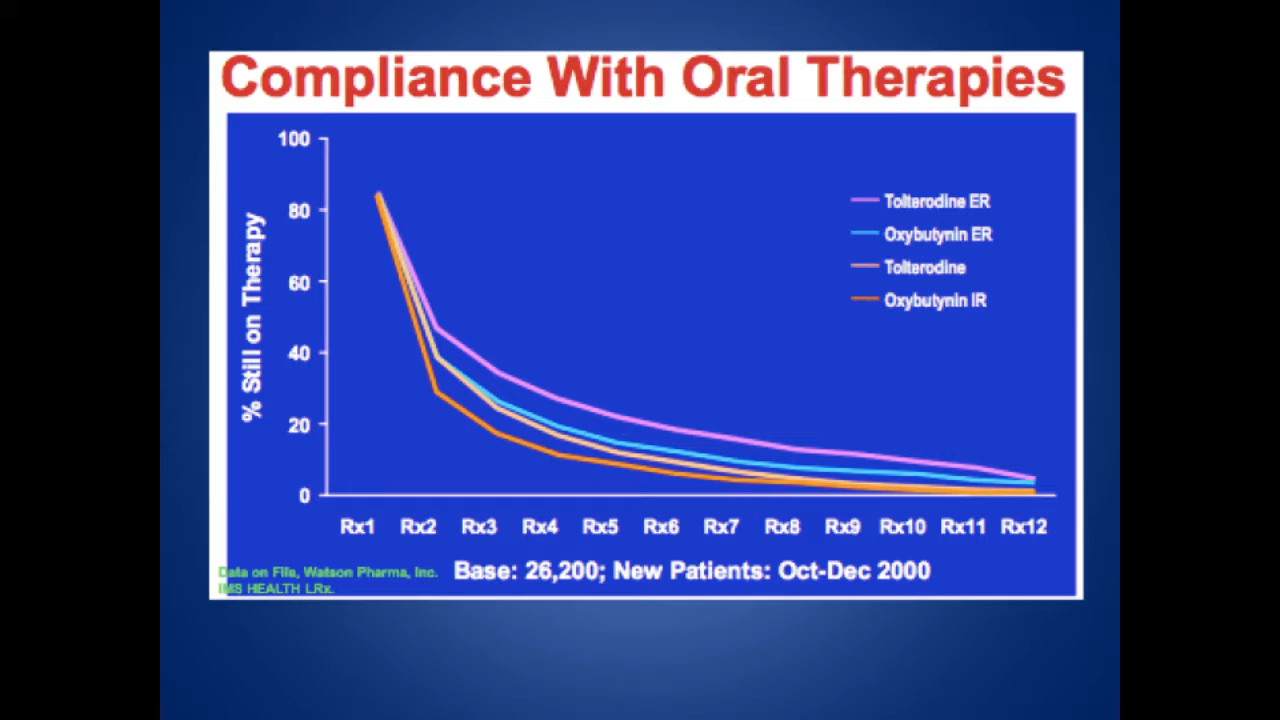 Compliance With Oral Therapies
100
80
60
40
20
0
% Still on Therapy
Tolterodine ER
Oxybutynin ER
Tolterodine
Oxybutynin IR
Rx1 Rx2 Rx3 Rx4 Rx5 Rx6 Rx7 Rx8 Rx9 Rx10 Rx11 Rx12
Base: 26,200; New Patients: Oct-Dec 2000
Data on File, Watson Pharma, Inc.
IMS HEALTH LRx.